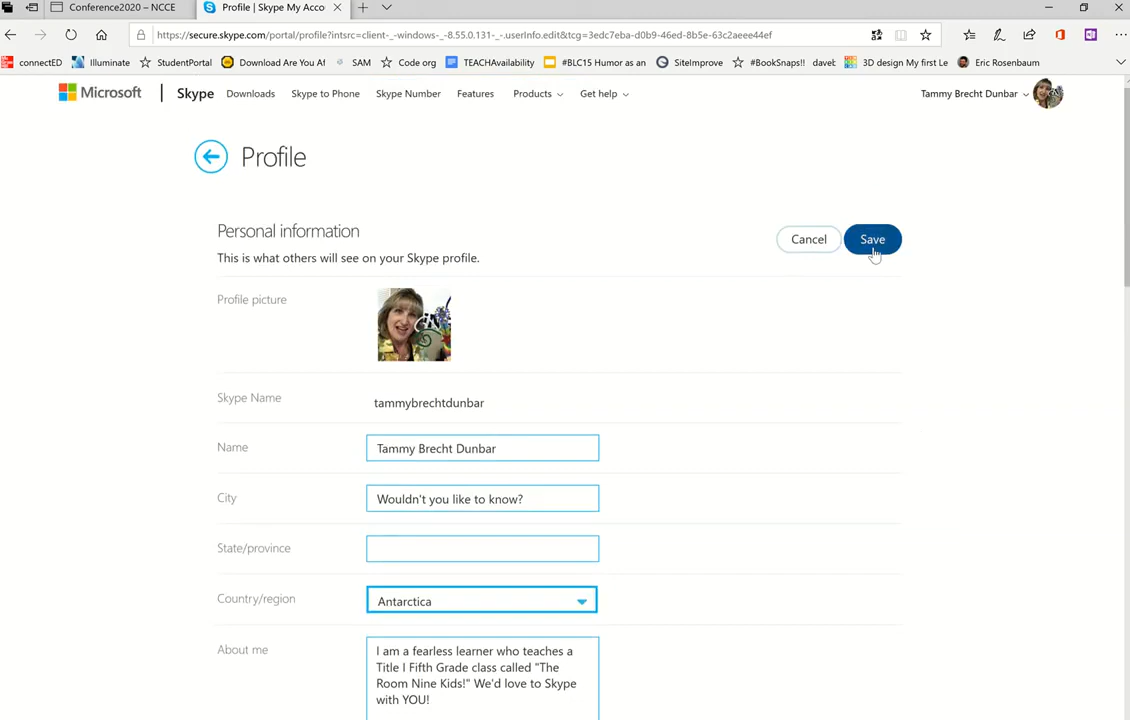 Conference2020 – NCCE
Profile | Skype My Acco
https://secure.skype.com/portal/profile?intsrc=client-_-windows-_-8.55.0.131-_-.userInfo.edit&tcg=3edc7eba-d0b9-46ed-8b5e-63c2aeee44ef
connectED Illuminate StudentPortal Download Are You Af SAM Code org TEACHAvailability #BLC15 Humor as an SiteImprove #BookSnaps!! daveb 3D design My first Le Eric Rosenbaum
Microsoft Skype Downloads Skype to Phone Skype Number Features Products Get help Tammy Brecht Dunbar
Profile
Personal information
Cancel Save
This is what others will see on your Skype profile.
Profile picture
Skype Name tammybrechtdunbar
Name Tammy Brecht Dunbar
City Wouldn't you like to know?
State/province
Country/region Antarctica
About me I am a fearless learner who teaches a
Title I Fifth Grade class called "The
Room Nine Kids!" We'd love to Skype
with YOU!